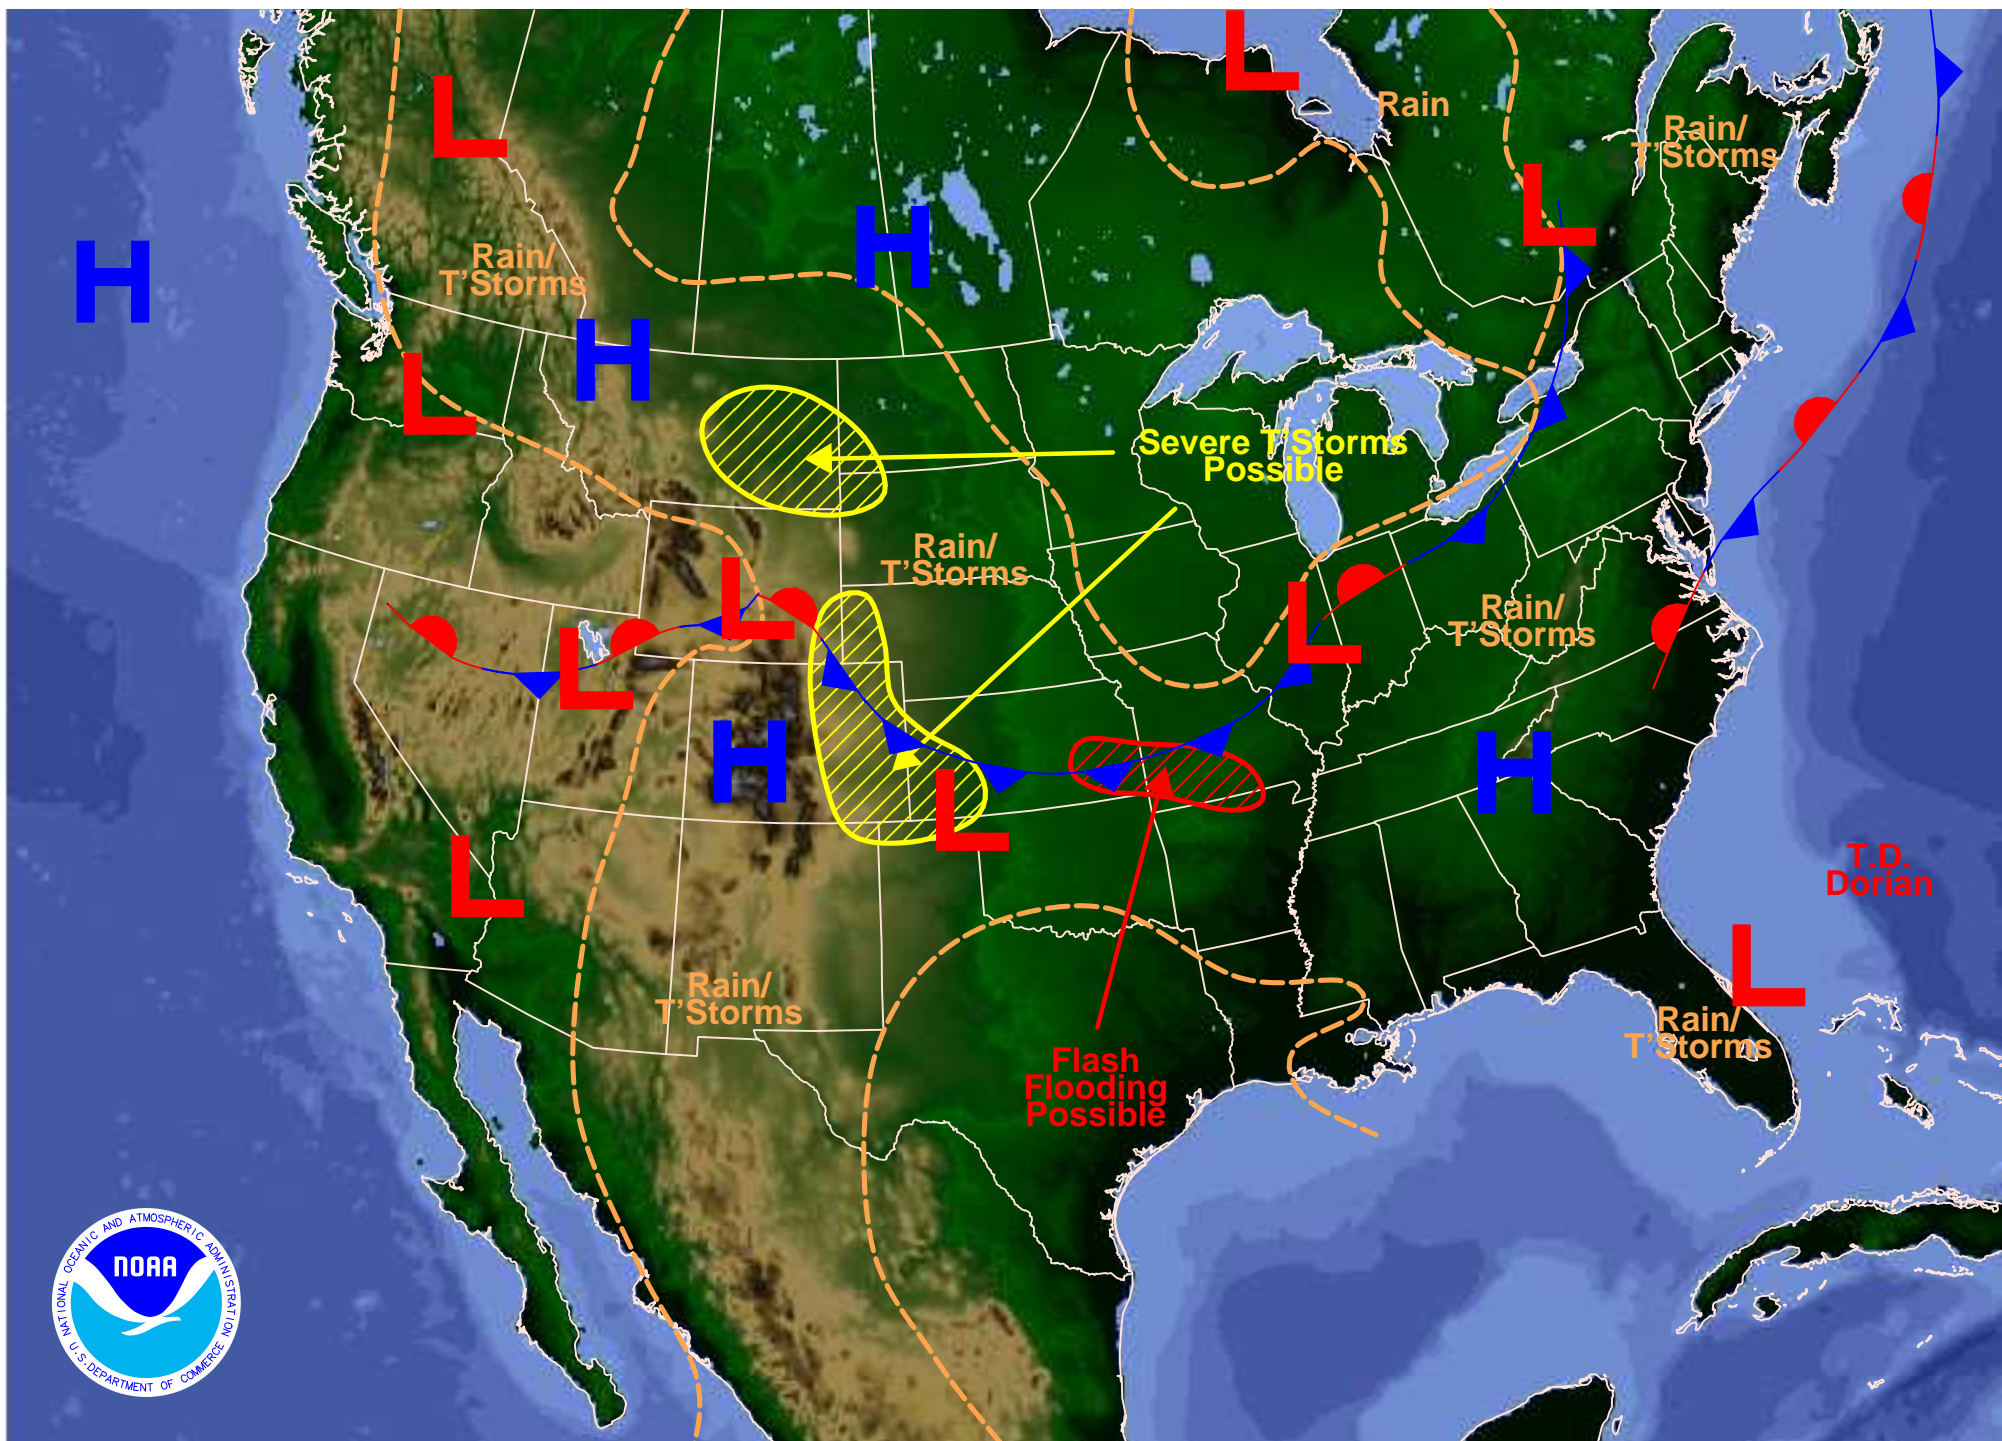 L
L
Rain
Rain/
T'Storms
L
H
H
Rain/
T'Storms
H
H
L
Severe T'Storms
Possible
Rain/
T'Storms
L
L
Rain/
T'Storms
L
H
H
L
L
T.D.
Dorian
L
Rain/
T'Storms
Rain/
T'Storms
Flash
Flooding
Possible
NATIONAL OCEANIC AND ATMOSPHERIC ADMINISTRATION
NOAA
U.S. DEPARTMENT OF COMMERCE